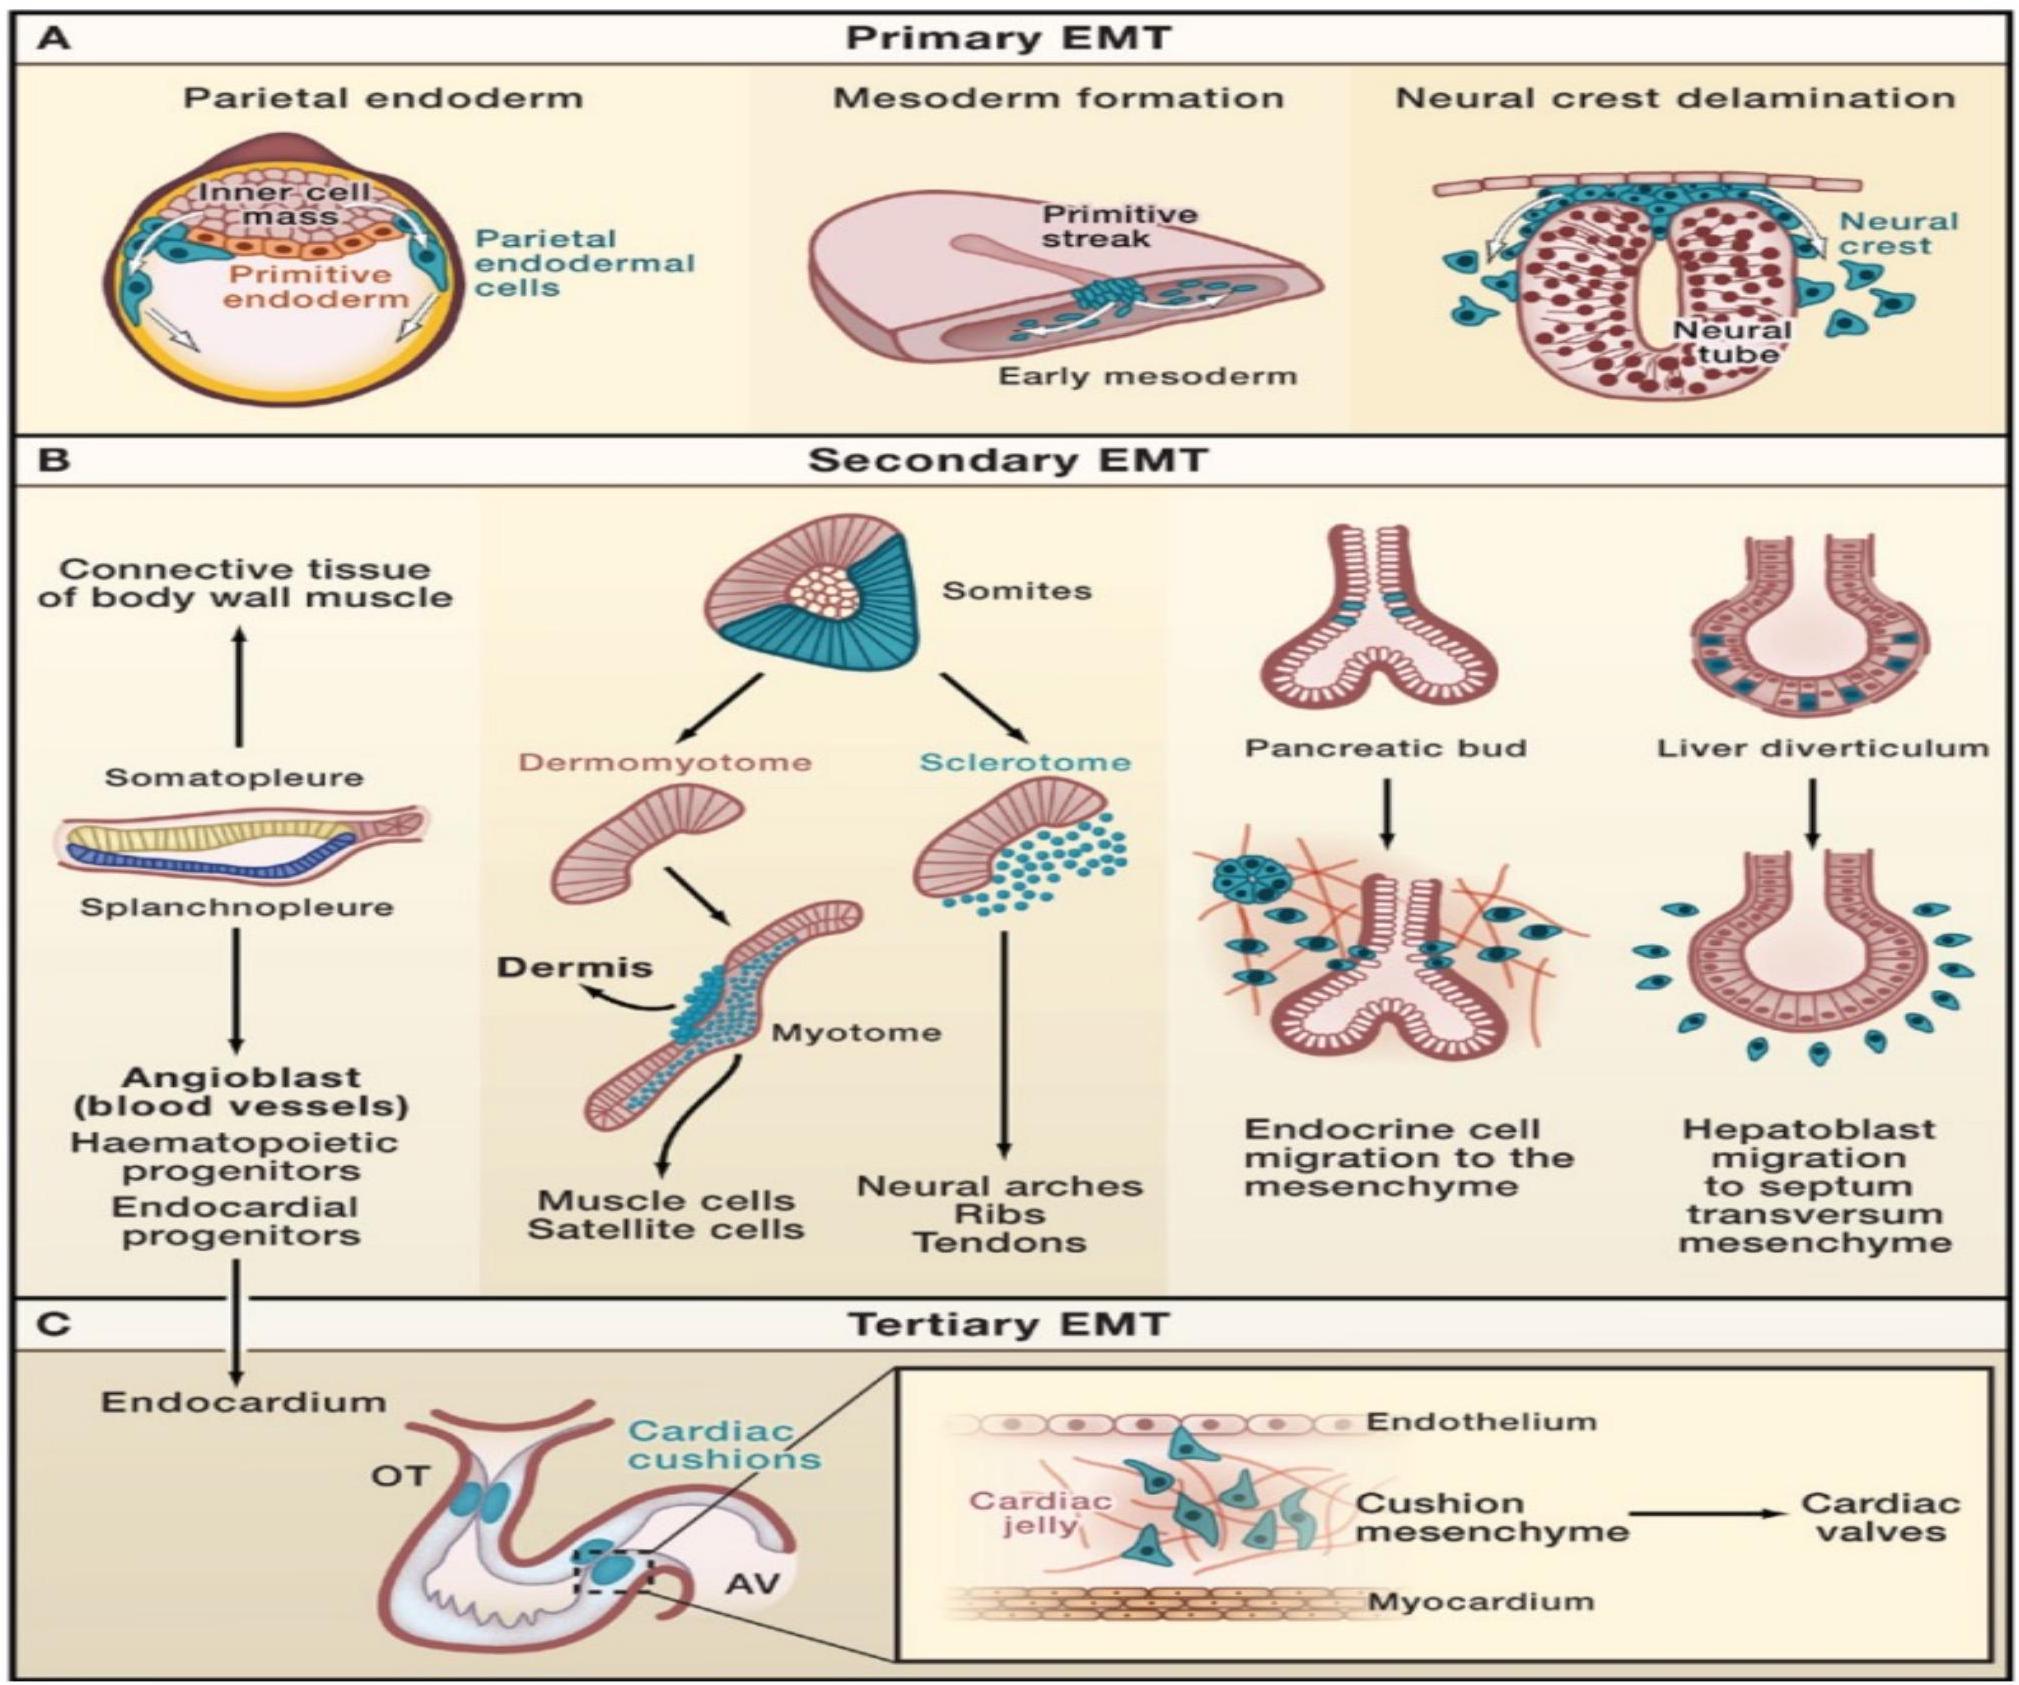 A
Primary EMT
Parietal endoderm
Inner cell
mass
Primitive
endoderm
Parietal
endodermal
cells
Mesoderm formation
Primitive
streak
Early mesoderm
Neural crest delamination
Neural
crest
Neural
tube
B
Secondary EMT
Connective tissue
of body wall muscle
Somatopleure
Splanchnopleure
Angioblast
(blood vessels)
Haematopoietic
progenitors
Endocardial
progenitors
Somites
Dermomyotome
Sclerotome
Dermis
Myotome
Muscle cells
Satellite cells
Neural arches
Ribs
Tendons
Pancreatic bud
Endocrine cell
migration to the
mesenchyme
Liver diverticulum
Hepatoblast
migration
to septum
transversum
mesenchyme
C
Tertiary EMT
Endocardium
OT
Cardiac
cushions
AV
Endothelium
Cardiac
jelly
Cushion
mesenchyme
Cardiac
valves
Myocardium